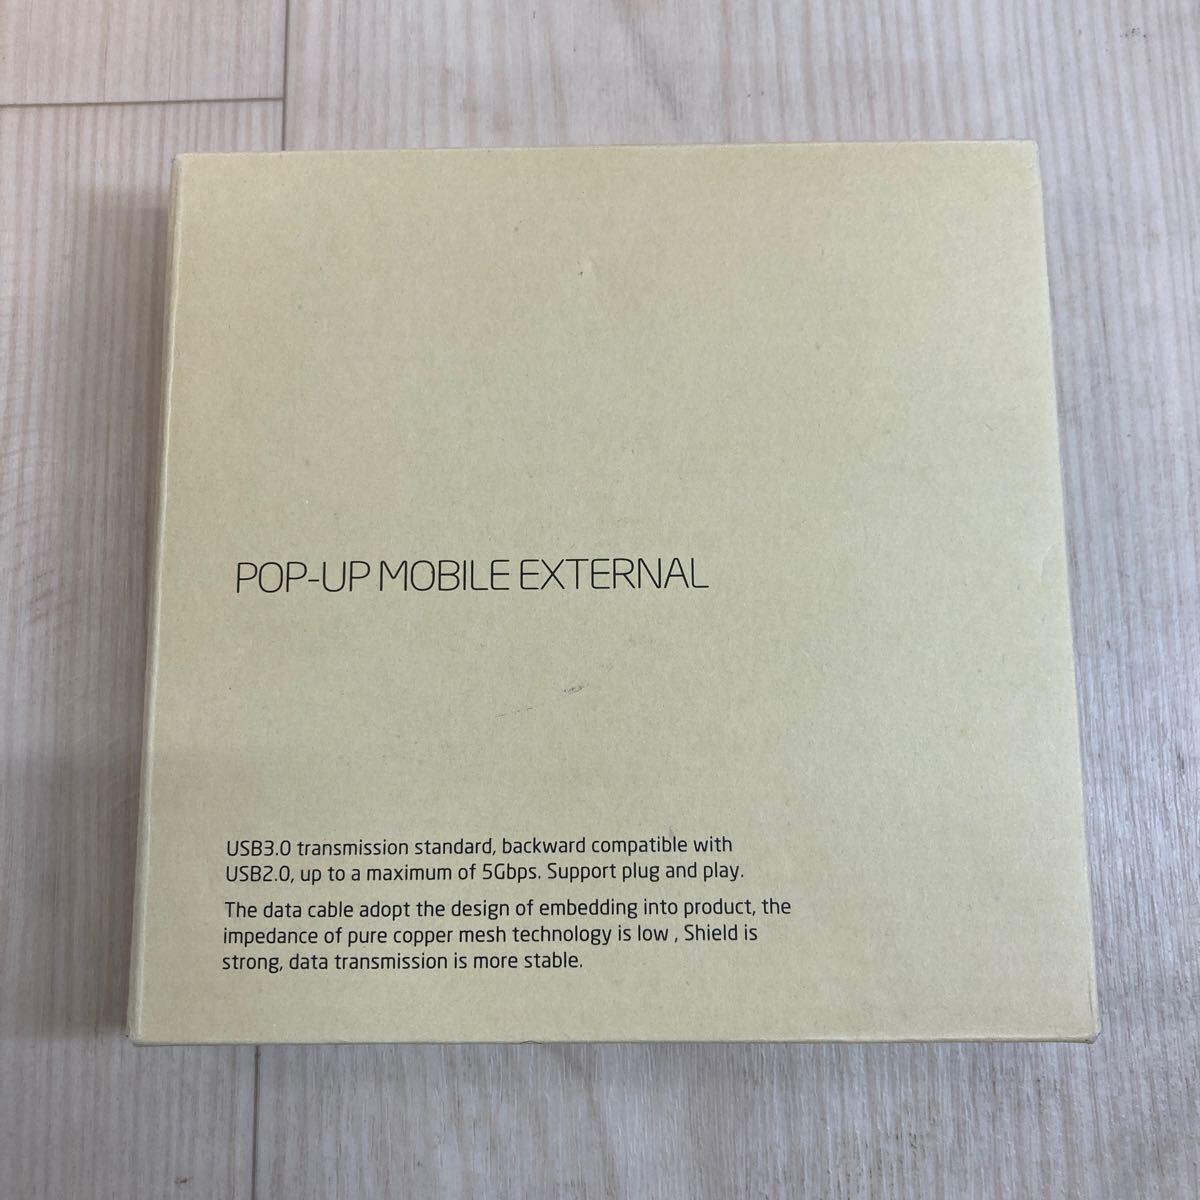 POP-UP MOBILE EXTERNAL
USB3.0 transmission standard, backward compatible with
USB2.0, up to a maximum of 5Gbps. Support plug and play.
The data cable adopt the design of embedding into product, the
impedance of pure copper mesh technology is low , Shield is
strong, data transmission is more stable.